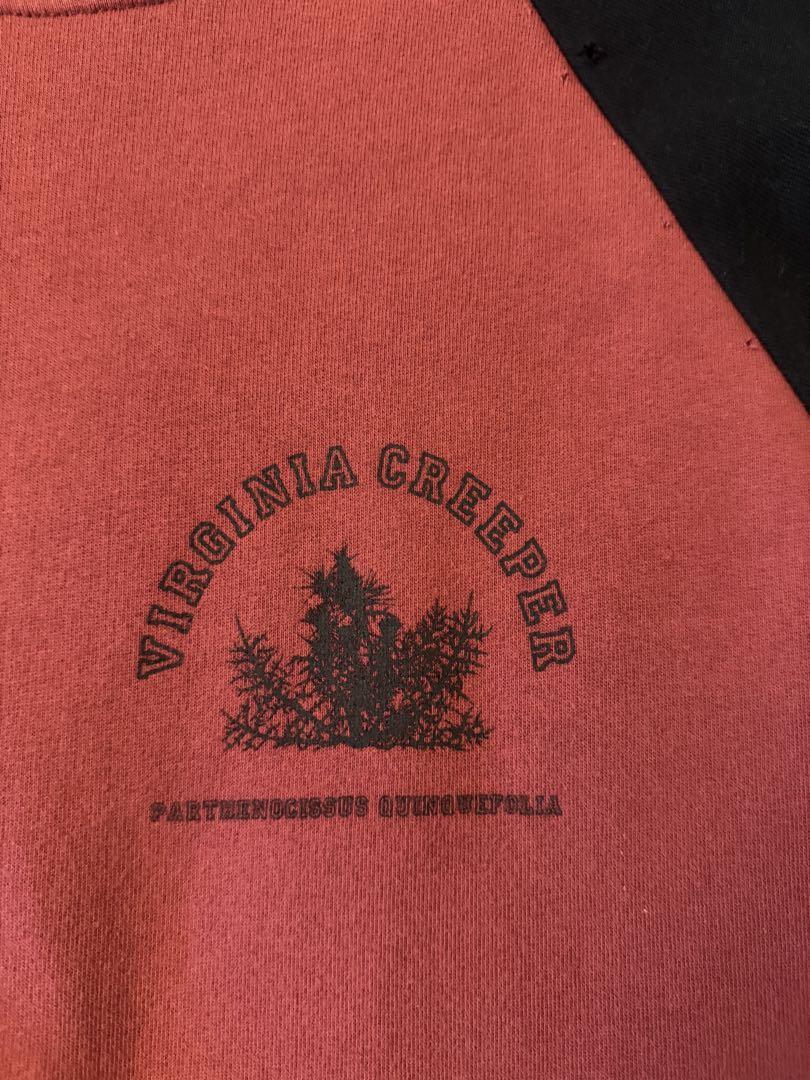 VIRGINIA CREEPER
PARTHENOCISSUS QUINQUEFOLIA